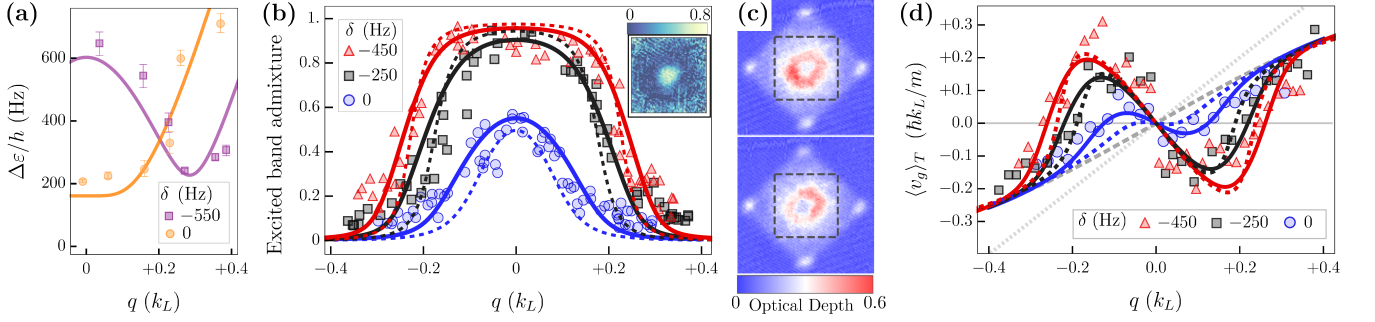 (a)
Δε/h (Hz)
600
400
200
0
δ (Hz)
−550
0
0
+0.2
+0.4
q (k_L)
(b)
Excited band admixture
1.
0.8
0.6
0.4
0.2
0
δ (Hz)
−450
−250
0
0 0.8
−0.4
−0.2
0
+0.2
+0.4
q (k_L)
(c)
0 Optical Depth 0.6
(d)
⟨v_g⟩_T (ħk_L/m)
+0.3
+0.2
+0.1
0.0
−0.1
−0.2
−0.3
δ (Hz) −450 −250 0
−0.4
−0.2
0.0
+0.2
+0.4
q (k_L)